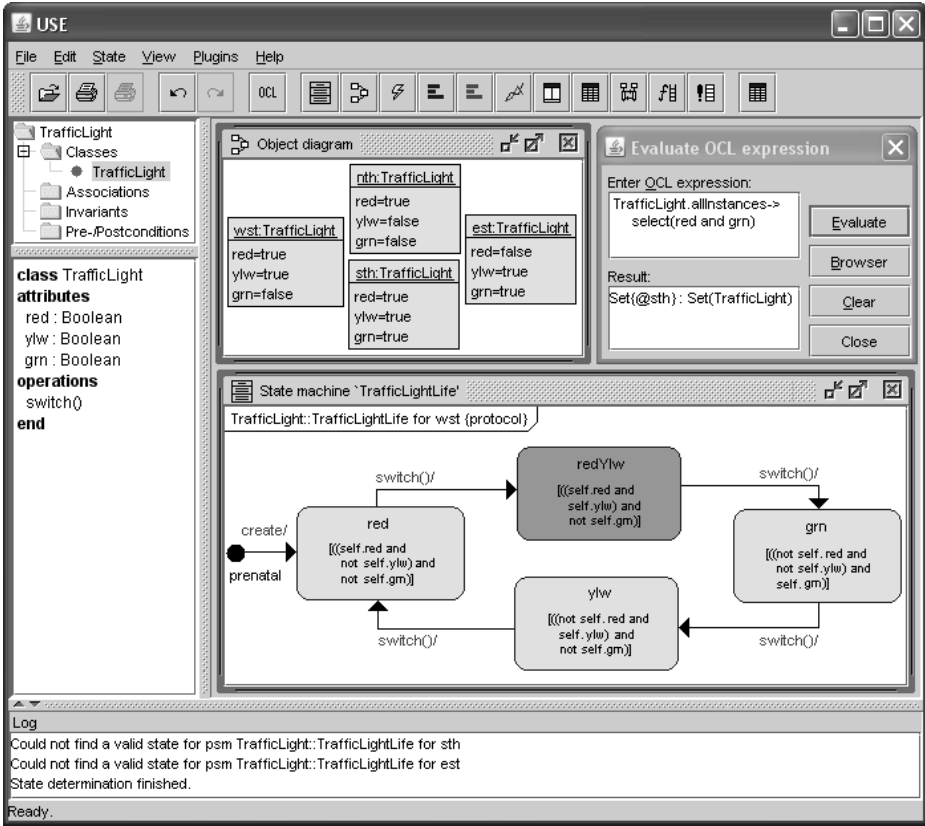 USE
File Edit State View Plugins Help
OCL
TrafficLight
Classes
TrafficLight
Associations
Invariants
Pre-/Postconditions
class TrafficLight
attributes
red : Boolean
ylw : Boolean
grn : Boolean
operations
switch()
end
Object diagram
nth:TrafficLight
red=true
ylw=false
grn=false
wst:TrafficLight
red=true
ylw=true
grn=false
est:TrafficLight
red=false
ylw=true
grn=true
sth:TrafficLight
red=true
ylw=true
grn=true
Evaluate OCL expression
Enter OCL expression:
TrafficLight.allInstances->
select(red and grn)
Result:
Set{@sth} : Set(TrafficLight)
Evaluate
Browser
Clear
Close
State machine `TrafficLightLife'
TrafficLight::TrafficLightLife for wst {protocol}
create/
prenatal
red
[((self.red and
not self.ylw) and
not self.grn)]
switch()/
redYlw
[((self.red and
self.ylw) and
not self.grn)]
switch()/
grn
[((not self.red and
not self.ylw) and
self.grn)]
switch()/
ylw
[((not self.red and
self.ylw) and
not self.grn)]
switch()/
Log
Could not find a valid state for psm TrafficLight::TrafficLightLife for sth
Could not find a valid state for psm TrafficLight::TrafficLightLife for est
State determination finished.
Ready.